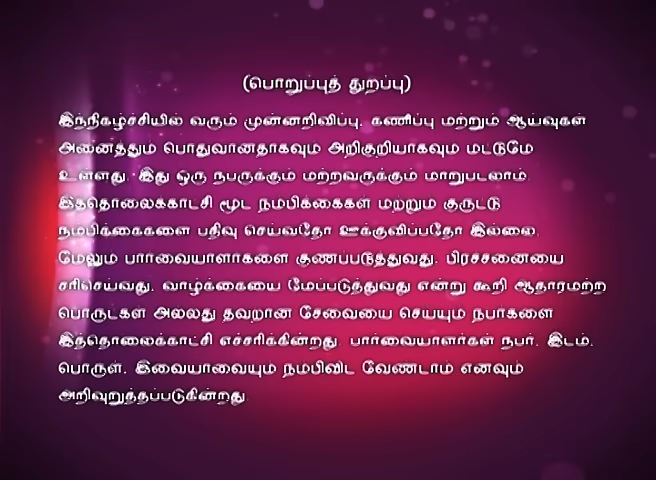 (பொறுப்புத் துறப்பு)
இந்நிகழ்ச்சியில் வரும் முன்னறிவிப்பு, கணிப்பு மற்றும் ஆய்வுகள்
அனைத்தும் பொதுவானதாகவும் அறிகுறியாகவும் மட்டுமே
உள்ளது. இது ஒரு நபருக்கும் மற்றவருக்கும் மாறுபடலாம்.
இத்தொலைக்காட்சி மூட நம்பிக்கைகள் மற்றும் குருட்டு
நம்பிக்கைகளை பதிவு செய்வதோ ஊக்குவிப்பதோ இல்லை.
மேலும் பார்வையாளர்களை குணப்படுத்துவது, பிரச்சனையை
சரிசெய்வது, வாழ்க்கையை மேப்படுத்துவது என்று கூறி ஆதாரமற்ற
பொருட்கள் அல்லது தவறான சேவையை செய்யும் நபர்களை
இந்தொலைக்காட்சி எச்சரிக்கின்றது. பார்வையாளர்கள் நபர், இடம்,
பொருள், இவையாவையும் நம்பிவிட வேண்டாம் எனவும்
அறிவுறுத்தப்படுகின்றது.